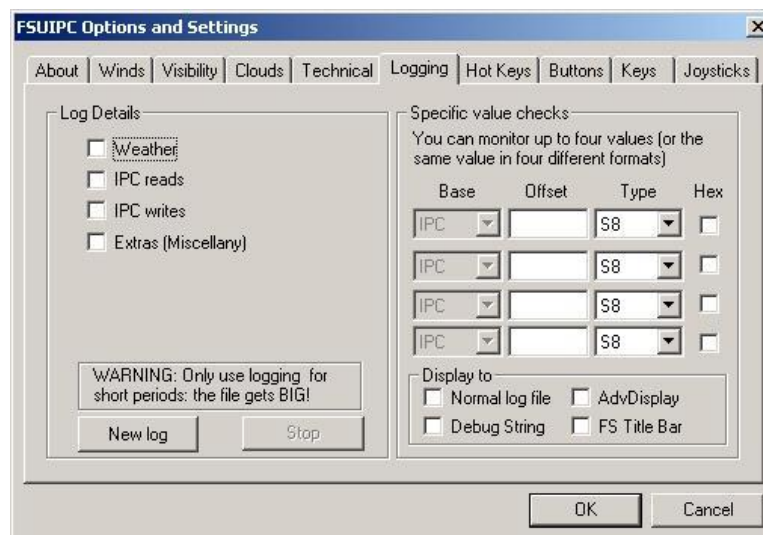 FSUIPC Options and Settings
About Winds Visibility Clouds Technical Logging Hot Keys Buttons Keys Joysticks
Log Details
Weather
IPC reads
IPC writes
Extras (Miscellany)
WARNING: Only use logging for
short periods: the file gets BIG!
New log Stop
Specific value checks
You can monitor up to four values (or the
same value in four different formats)
Base Offset Type Hex
IPC S8
IPC S8
IPC S8
IPC S8
Display to
Normal log file AdvDisplay
Debug String FS Title Bar
OK Cancel